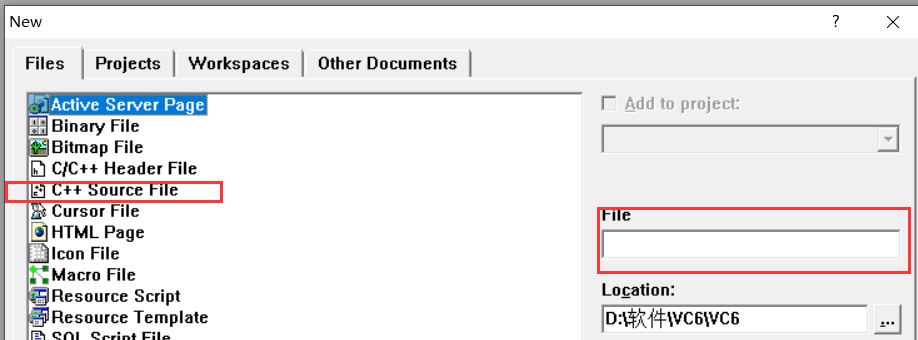 New
Files Projects Workspaces Other Documents
Active Server Page
Binary File
Bitmap File
C/C++ Header File
C++ Source File
Cursor File
HTML Page
Icon File
Macro File
Resource Script
Resource Template
SQL Script File
Add to project:
File
Location:
D:\软件\VC6\VC6
...